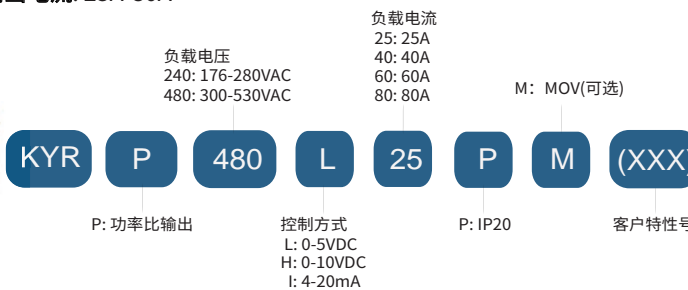 负载电流
25: 25A
40: 40A
60: 60A
80: 80A
负载电压
240: 176-280VAC
480: 300-530VAC
M：MOV(可选)
KYR P 480 L 25 P M (XXX)
P: 功率比输出
控制方式
L: 0-5VDC
H: 0-10VDC
I: 4-20mA
P: IP20
客户特性号